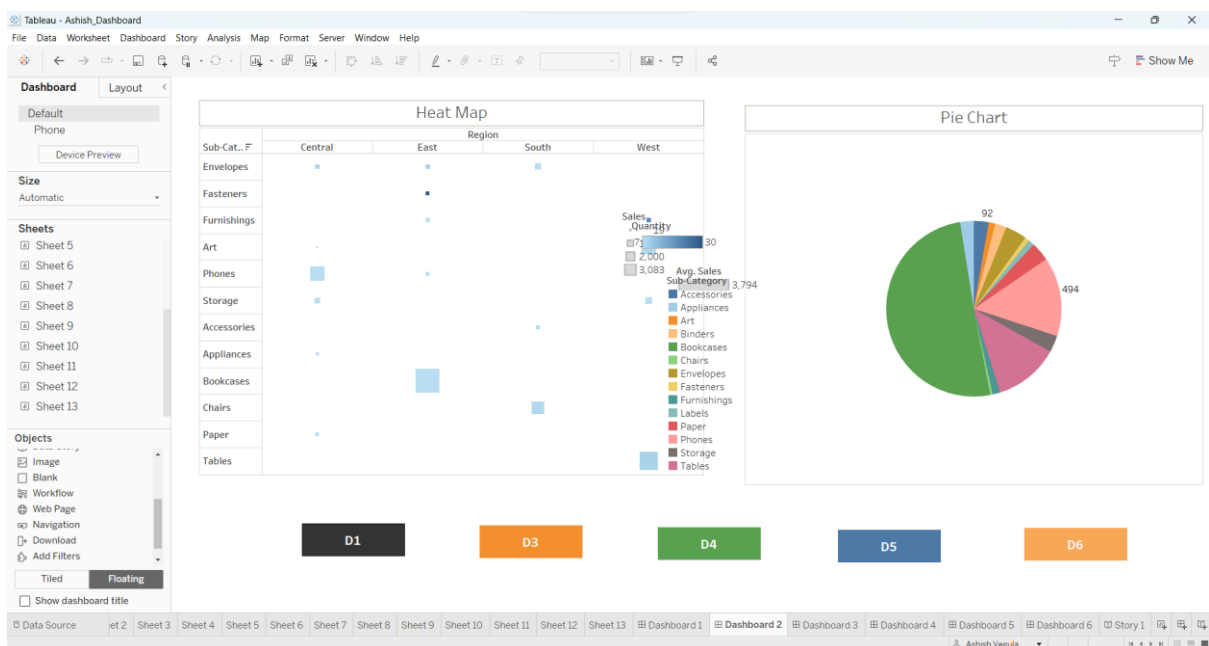 Tableau - Ashish_Dashboard
File Data Worksheet Dashboard Story Analysis Map Format Server Window Help
Show Me
Dashboard Layout
Default
Phone
Device Preview
Size
Automatic
Sheets
Sheet 5
Sheet 6
Sheet 7
Sheet 8
Sheet 9
Sheet 10
Sheet 11
Sheet 12
Sheet 13
Objects
Image
Blank
Workflow
Web Page
Navigation
Download
Add Filters
Tiled Floating
Show dashboard title
Heat Map
Region
Sub-Cat.. Central East South West
Envelopes
Fasteners
Furnishings
Art
Phones
Storage
Accessories
Appliances
Bookcases
Chairs
Paper
Tables
Sales
Quantity
30
2,000
3,083
Avg. Sales
3,794
Sub-Category
Accessories
Appliances
Art
Binders
Bookcases
Chairs
Envelopes
Fasteners
Furnishings
Labels
Paper
Phones
Storage
Tables
Pie Chart
92
494
D1 D3 D4 D5 D6
Data Source Sheet 3 Sheet 4 Sheet 5 Sheet 6 Sheet 7 Sheet 8 Sheet 9 Sheet 10 Sheet 11 Sheet 12 Sheet 13 Dashboard 1 Dashboard 2 Dashboard 3 Dashboard 4 Dashboard 5 Dashboard 6 Story 1
Ashish Vegula